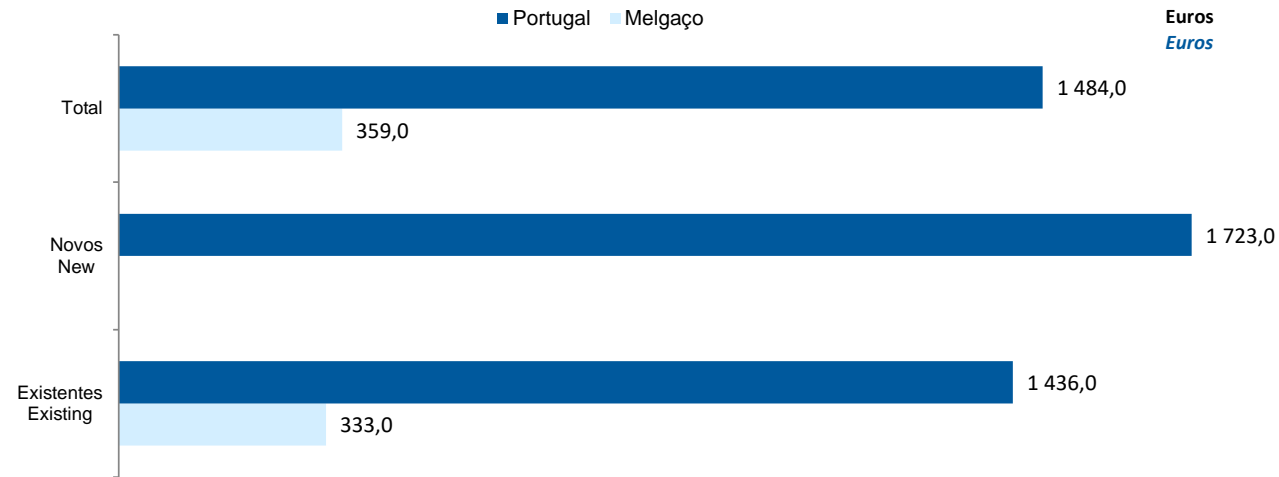 Portugal Melgaço
Euros
Euros
Total
1 484,0
359,0
Novos
New
1 723,0
Existentes
Existing
1 436,0
333,0